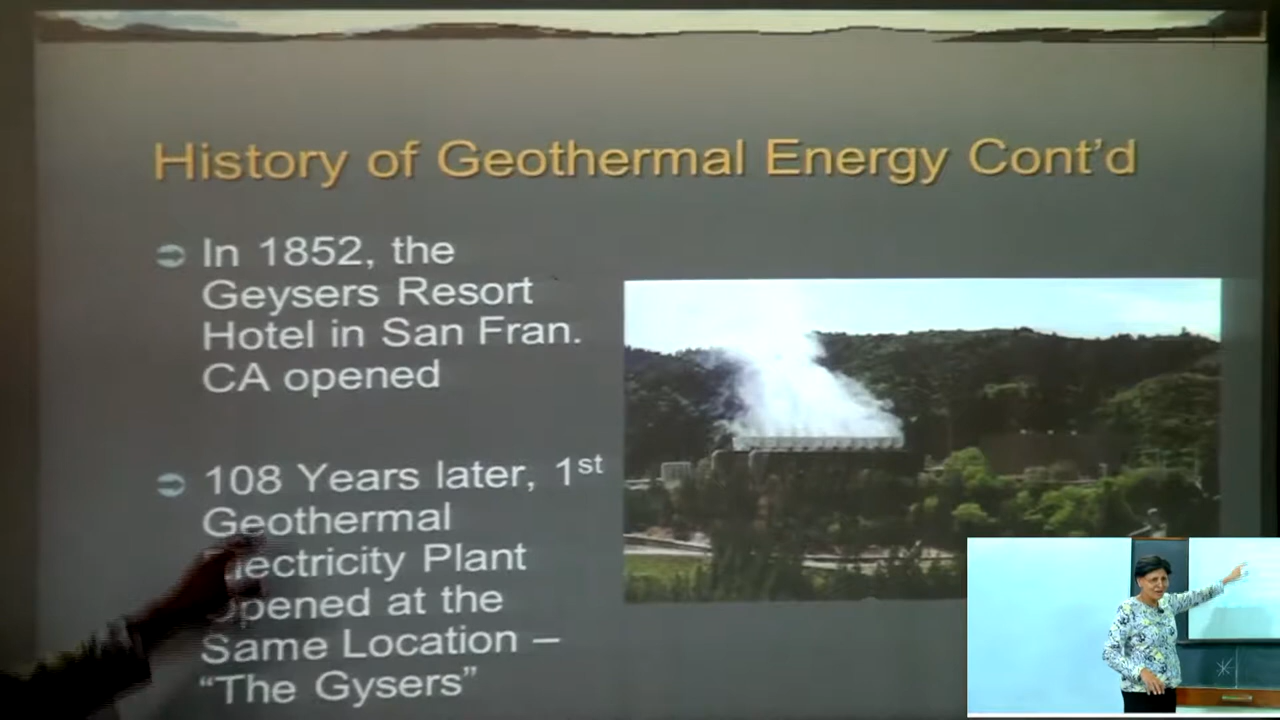 History of Geothermal Energy Cont'd
In 1852, the
Geysers Resort
Hotel in San Fran.
CA opened
108 Years later, 1st
Geothermal
Electricity Plant
Opened at the
Same Location –
“The Gysers”